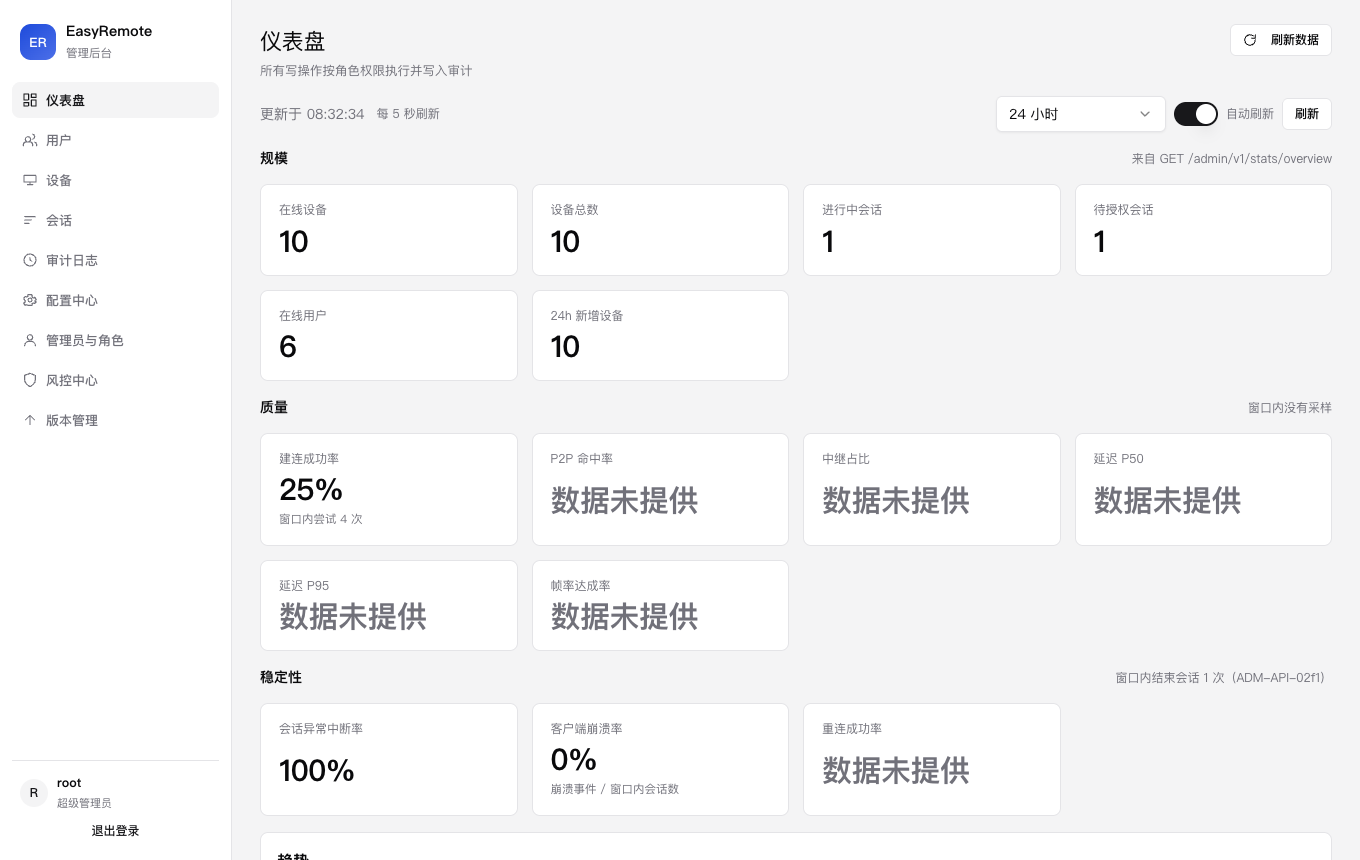 ER
EasyRemote
管理后台
仪表盘
用户
设备
会话
审计日志
配置中心
管理员与角色
风控中心
版本管理
R
root
超级管理员
退出登录
仪表盘
刷新数据
所有写操作按角色权限执行并写入审计
更新于 08:32:34 每 5 秒刷新
24 小时
自动刷新
刷新
规模
来自 GET /admin/v1/stats/overview
在线设备
10
设备总数
10
进行中会话
1
待授权会话
1
在线用户
6
24h 新增设备
10
质量
窗口内没有采样
建连成功率
25%
窗口内尝试 4 次
P2P 命中率
数据未提供
中继占比
数据未提供
延迟 P50
数据未提供
延迟 P95
数据未提供
帧率达成率
数据未提供
稳定性
窗口内结束会话 1 次（ADM-API-02f1）
会话异常中断率
100%
客户端崩溃率
0%
崩溃事件 / 窗口内会话数
重连成功率
数据未提供
趋势